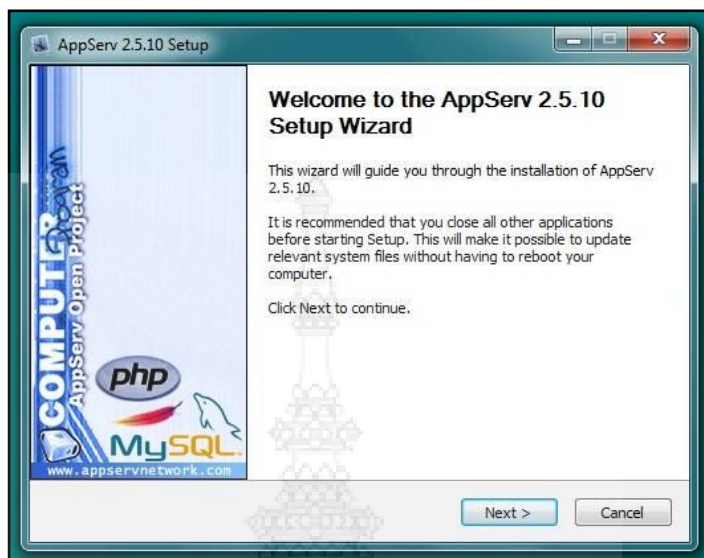 AppServ 2.5.10 Setup
Welcome to the AppServ 2.5.10
Setup Wizard
This wizard will guide you through the installation of AppServ
2.5.10.
It is recommended that you close all other applications
before starting Setup. This will make it possible to update
relevant system files without having to reboot your
computer.
Click Next to continue.
COMPUTER
Program
AppServ Open Project
php
MySQL
www.appservnetwork.com
Next >
Cancel